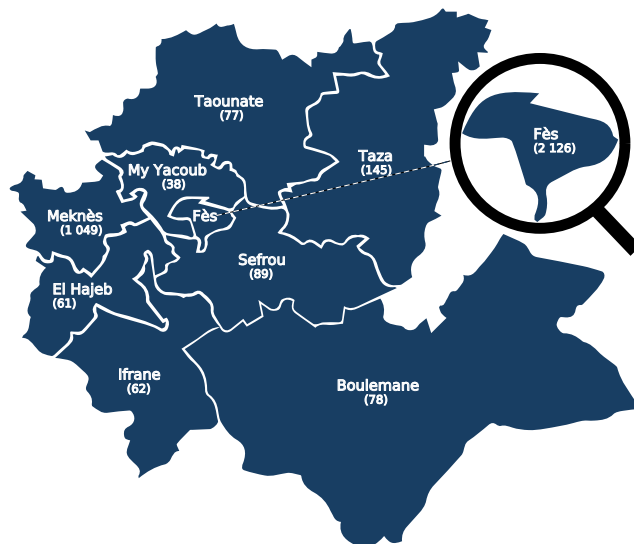 Taounate
(77)
Fès
(2 126)
Taza
(145)
My Yacoub
(38)
Meknès
(1 049)
Fès
Sefrou
(89)
El Hajeb
(61)
Ifrane
(62)
Boulemane
(78)